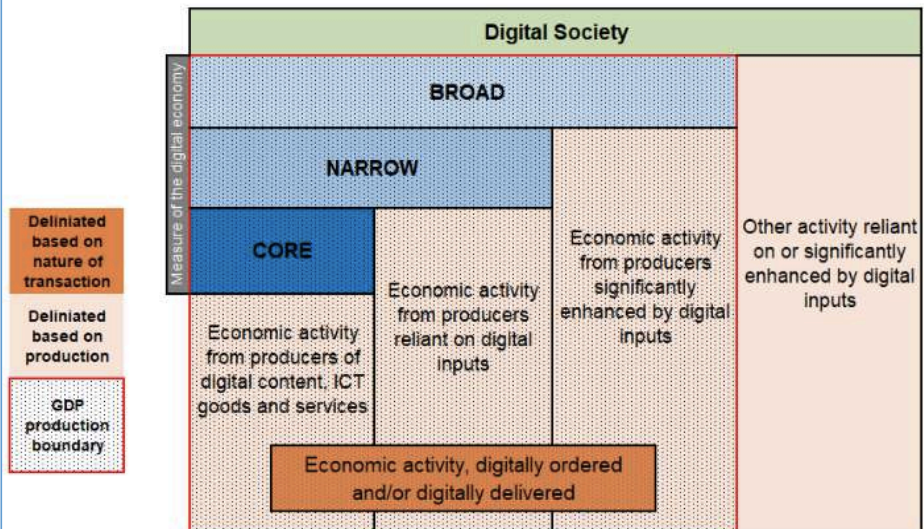 Digital Society
Measure of the digital economy
BROAD
NARROW
CORE
Deliniated
based on
nature of
transaction
Deliniated
based on
production
GDP
production
boundary
Economic activity
from producers of
digital content, ICT
goods and services
Economic activity
from producers
reliant on digital
inputs
Economic activity
from producers
significantly
enhanced by digital
inputs
Other activity reliant
on or significantly
enhanced by digital
inputs
Economic activity, digitally ordered
and/or digitally delivered